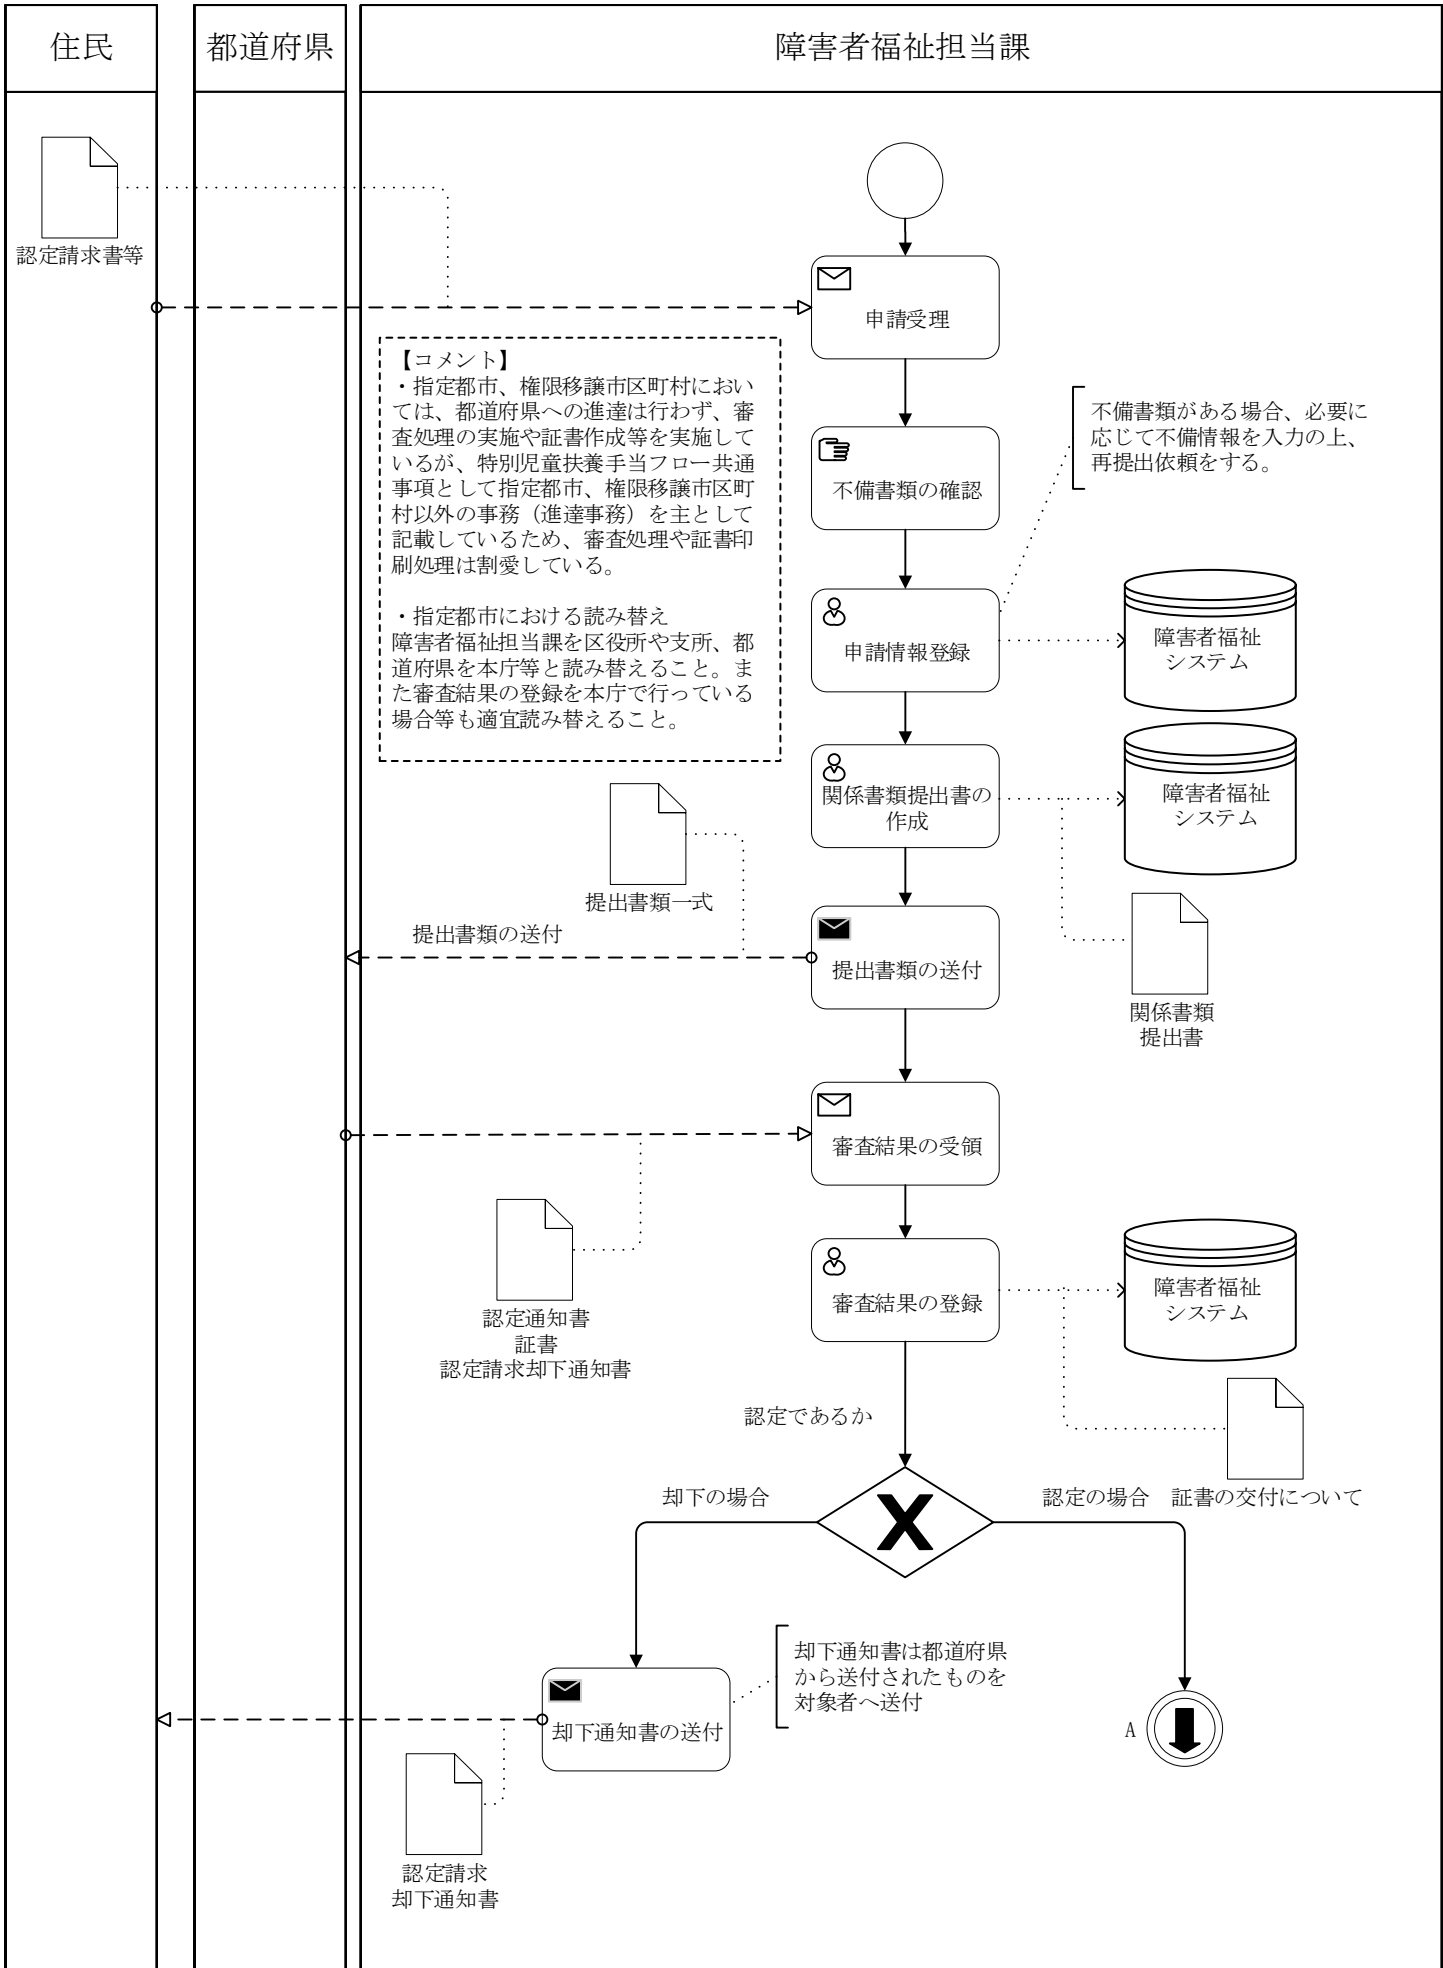 住民
都道府県
障害者福祉担当課
認定請求書等
申請受理
【コメント】
・指定都市、権限移譲市区町村におい
ては、都道府県への進達は行わず、審
査処理の実施や証書作成等を実施して
いるが、特別児童扶養手当フロー共通
事項として指定都市、権限移譲市区町
村以外の事務（進達事務）を主として
記載しているため、審査処理や証書印
刷処理は割愛している。
・指定都市における読み替え
障害者福祉担当課を区役所や支所、都
道府県を本庁等と読み替えること。ま
た審査結果の登録を本庁で行っている
場合等も適宜読み替えること。
不備書類がある場合、必要に
応じて不備情報を入力の上、
再提出依頼をする。
不備書類の確認
申請情報登録
障害者福祉
システム
関係書類提出書の
作成
障害者福祉
システム
提出書類一式
提出書類の送付
提出書類の送付
関係書類
提出書
審査結果の受領
認定通知書
証書
認定請求却下通知書
審査結果の登録
障害者福祉
システム
認定であるか
却下の場合
認定の場合
証書の交付について
却下通知書は都道府県
から送付されたものを
対象者へ送付
却下通知書の送付
A
認定請求
却下通知書